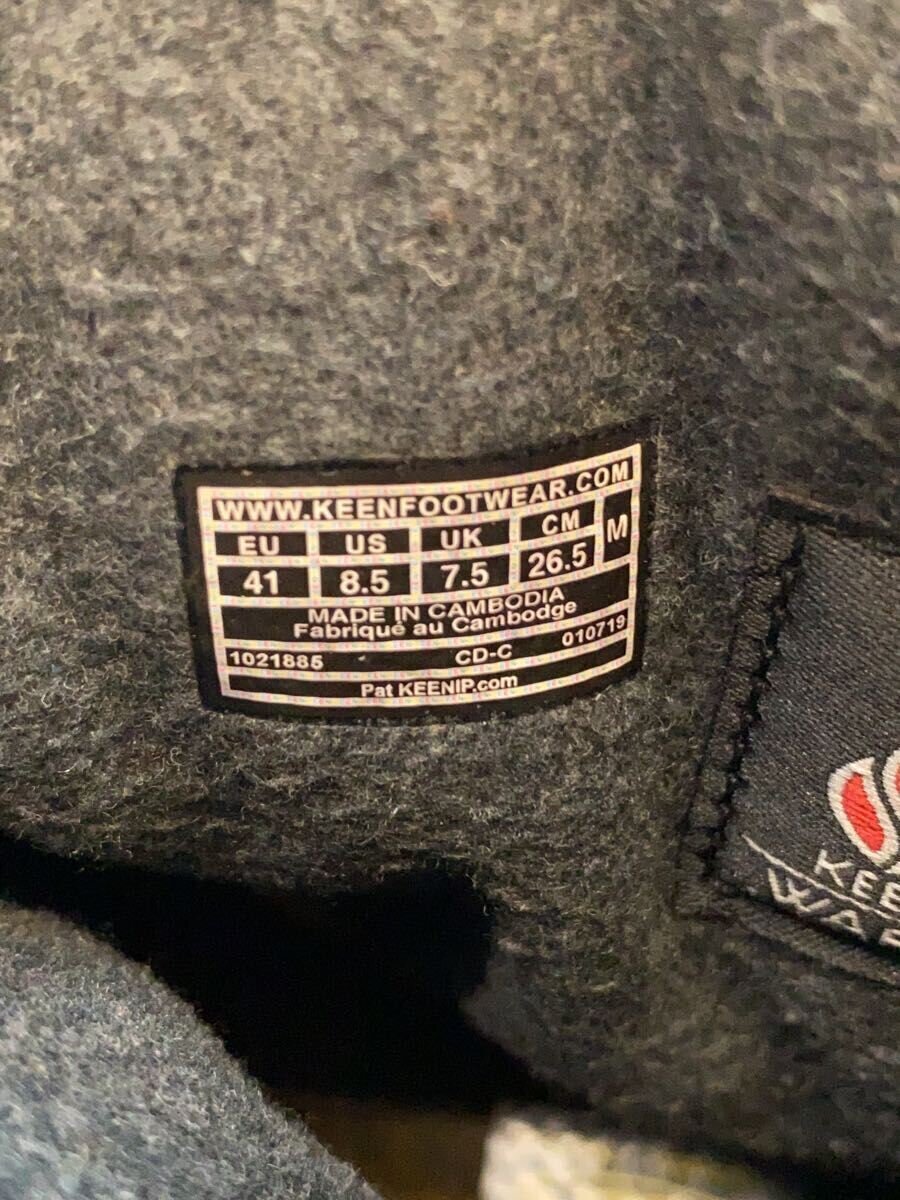 WWW.KEENFOOTWEAR.COM
EU US UK CM M
41 8.5 7.5 26.5
MADE IN CAMBODIA
Fabriqué au Cambodge
1021885 CD-C 010719
Pat KEENIP.com